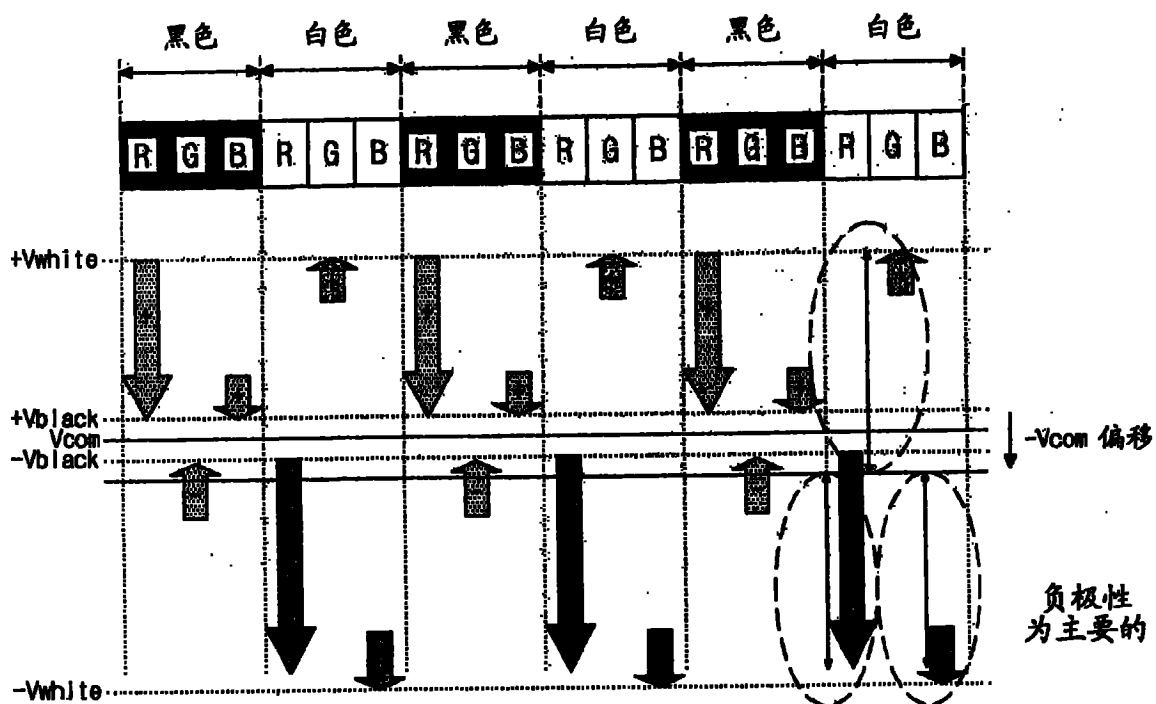 黑色 白色 黑色 白色 黑色 白色
R G B R G B R G B R G B R G B R G B
+Vwhite
+Vblack
Vcom
-Vblack
-Vcom 偏移
负极性
为主要的
-Vwhite